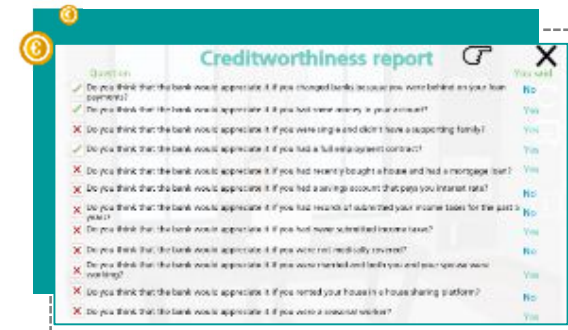 Creditworthiness report
Question
You said
Do you think that the bank would appreciate it if you changed banks because you were behind on your loan
payments?
No
Do you think that the bank would appreciate it if you had some money in your account?
Yes
Do you think that the bank would appreciate it if you were single and didn't have a supporting family?
Yes
Do you think that the bank would appreciate it if you had a full employment contract?
Yes
Do you think that the bank would appreciate it if you had recently bought a house and had a mortgage loan?
Yes
Do you think that the bank would appreciate it if you had a savings account that pays you interest rate?
No
Do you think that the bank would appreciate it if you had records of submitted your income taxes for the past
years?
No
Do you think that the bank would appreciate it if you had never submitted income taxes?
Yes
Do you think that the bank would appreciate it if you were not medically covered?
No
Do you think that the bank would appreciate it if you were married and both you and your spouse were
working?
Yes
Do you think that the bank would appreciate it if you rented your house in a house sharing platform?
No
Do you think that the bank would appreciate it if you were a seasonal worker?
Yes